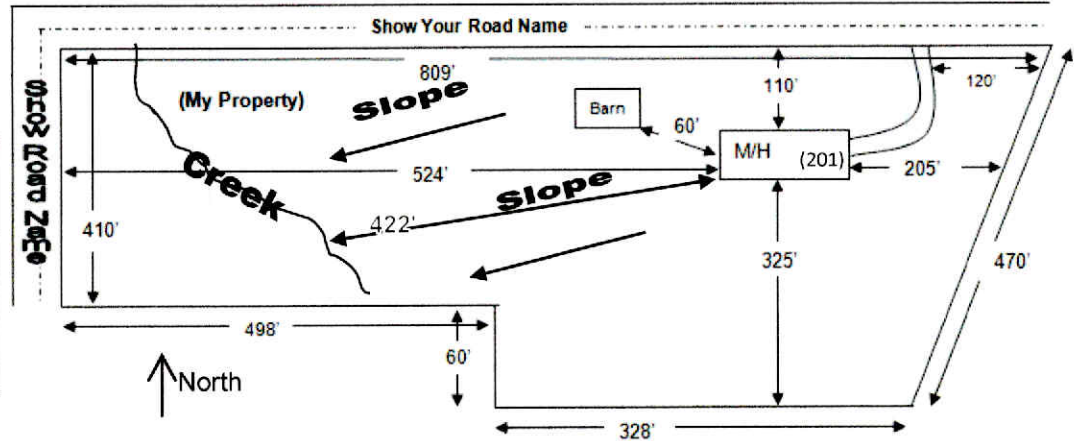 Show Your Road Name
809'
(My Property)
Slope
110'
120'
Barn
60'
M/H
(201)
Show Road Name
Creek
524'
205'
Slope
410'
422'
325'
470'
498'
60'
North
328'